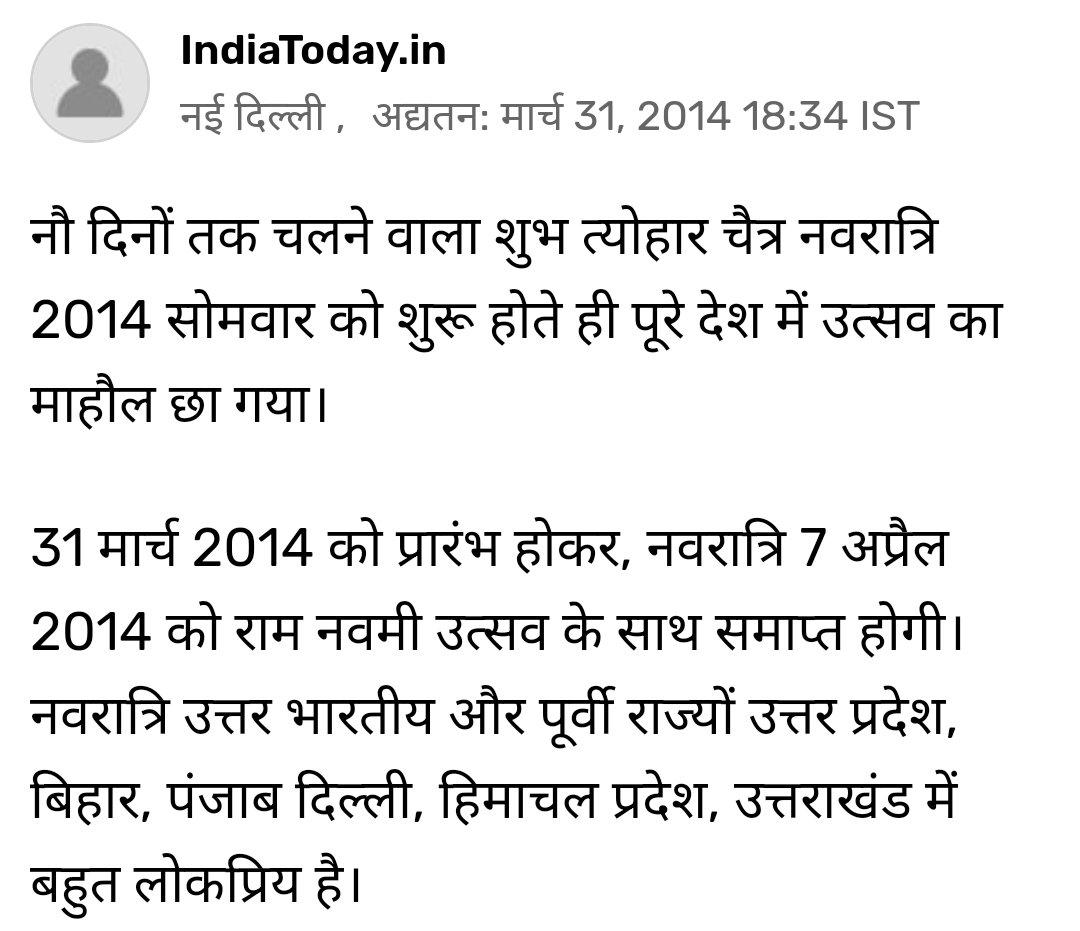 IndiaToday.in
नई दिल्ली , अद्यतन: मार्च 31, 2014 18:34 IST
नौ दिनों तक चलने वाला शुभ त्योहार चैत्र नवरात्रि
2014 सोमवार को शुरू होते ही पूरे देश में उत्सव का
माहौल छा गया।
31 मार्च 2014 को प्रारंभ होकर, नवरात्रि 7 अप्रैल
2014 को राम नवमी उत्सव के साथ समाप्त होगी।
नवरात्रि उत्तर भारतीय और पूर्वी राज्यों उत्तर प्रदेश,
बिहार, पंजाब दिल्ली, हिमाचल प्रदेश, उत्तराखंड में
बहुत लोकप्रिय है।